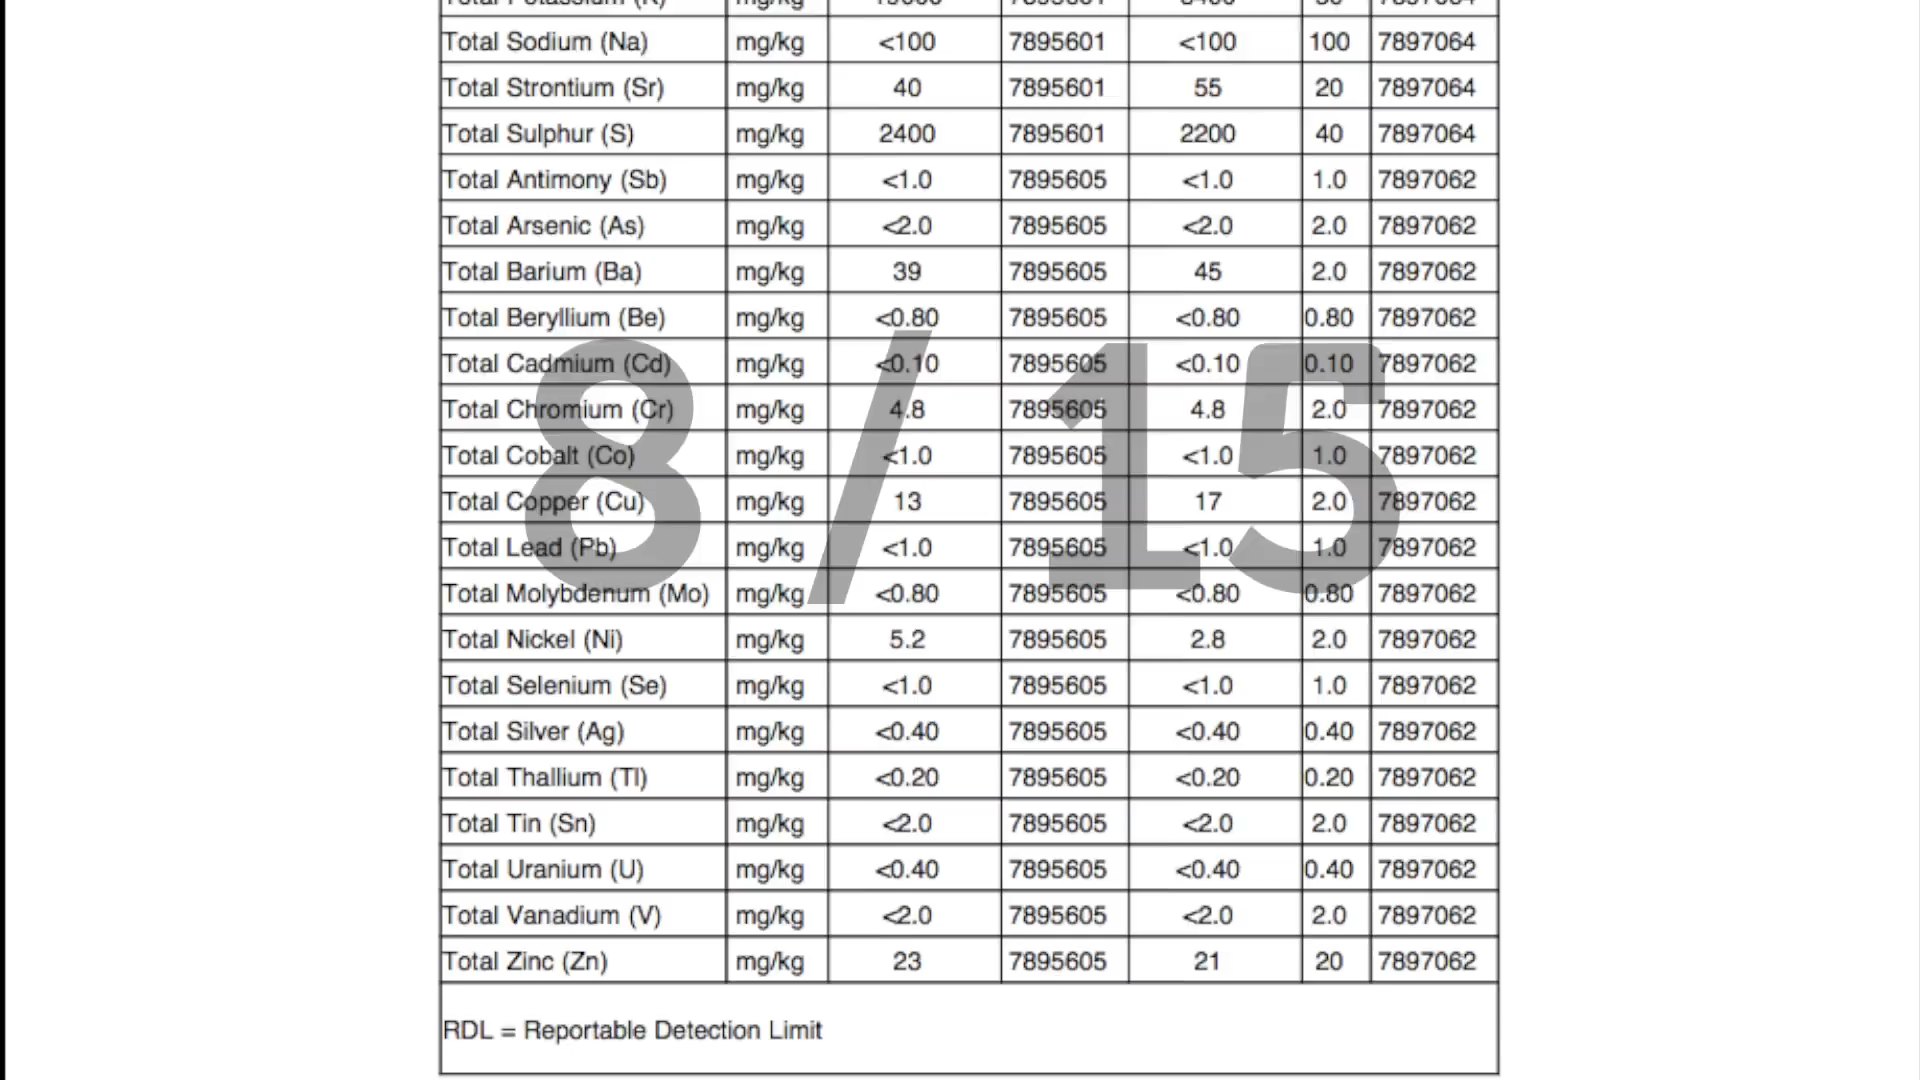 Total Sodium (Na) mg/kg <100 7895601 <100 100 7897064
Total Strontium (Sr) mg/kg 40 7895601 55 20 7897064
Total Sulphur (S) mg/kg 2400 7895601 2200 40 7897064
Total Antimony (Sb) mg/kg <1.0 7895605 <1.0 1.0 7897062
Total Arsenic (As) mg/kg <2.0 7895605 <2.0 2.0 7897062
Total Barium (Ba) mg/kg 39 7895605 45 2.0 7897062
Total Beryllium (Be) mg/kg <0.80 7895605 <0.80 0.80 7897062
Total Cadmium (Cd) mg/kg <0.10 7895605 <0.10 0.10 7897062
Total Chromium (Cr) mg/kg 4.8 7895605 4.8 2.0 7897062
Total Cobalt (Co) mg/kg <1.0 7895605 <1.0 1.0 7897062
8 / 15
Total Copper (Cu) mg/kg 13 7895605 17 2.0 7897062
Total Lead (Pb) mg/kg <1.0 7895605 <1.0 1.0 7897062
Total Molybdenum (Mo) mg/kg <0.80 7895605 <0.80 0.80 7897062
Total Nickel (Ni) mg/kg 5.2 7895605 2.8 2.0 7897062
Total Selenium (Se) mg/kg <1.0 7895605 <1.0 1.0 7897062
Total Silver (Ag) mg/kg <0.40 7895605 <0.40 0.40 7897062
Total Thallium (Tl) mg/kg <0.20 7895605 <0.20 0.20 7897062
Total Tin (Sn) mg/kg <2.0 7895605 <2.0 2.0 7897062
Total Uranium (U) mg/kg <0.40 7895605 <0.40 0.40 7897062
Total Vanadium (V) mg/kg <2.0 7895605 <2.0 2.0 7897062
Total Zinc (Zn) mg/kg 23 7895605 21 20 7897062
RDL = Reportable Detection Limit